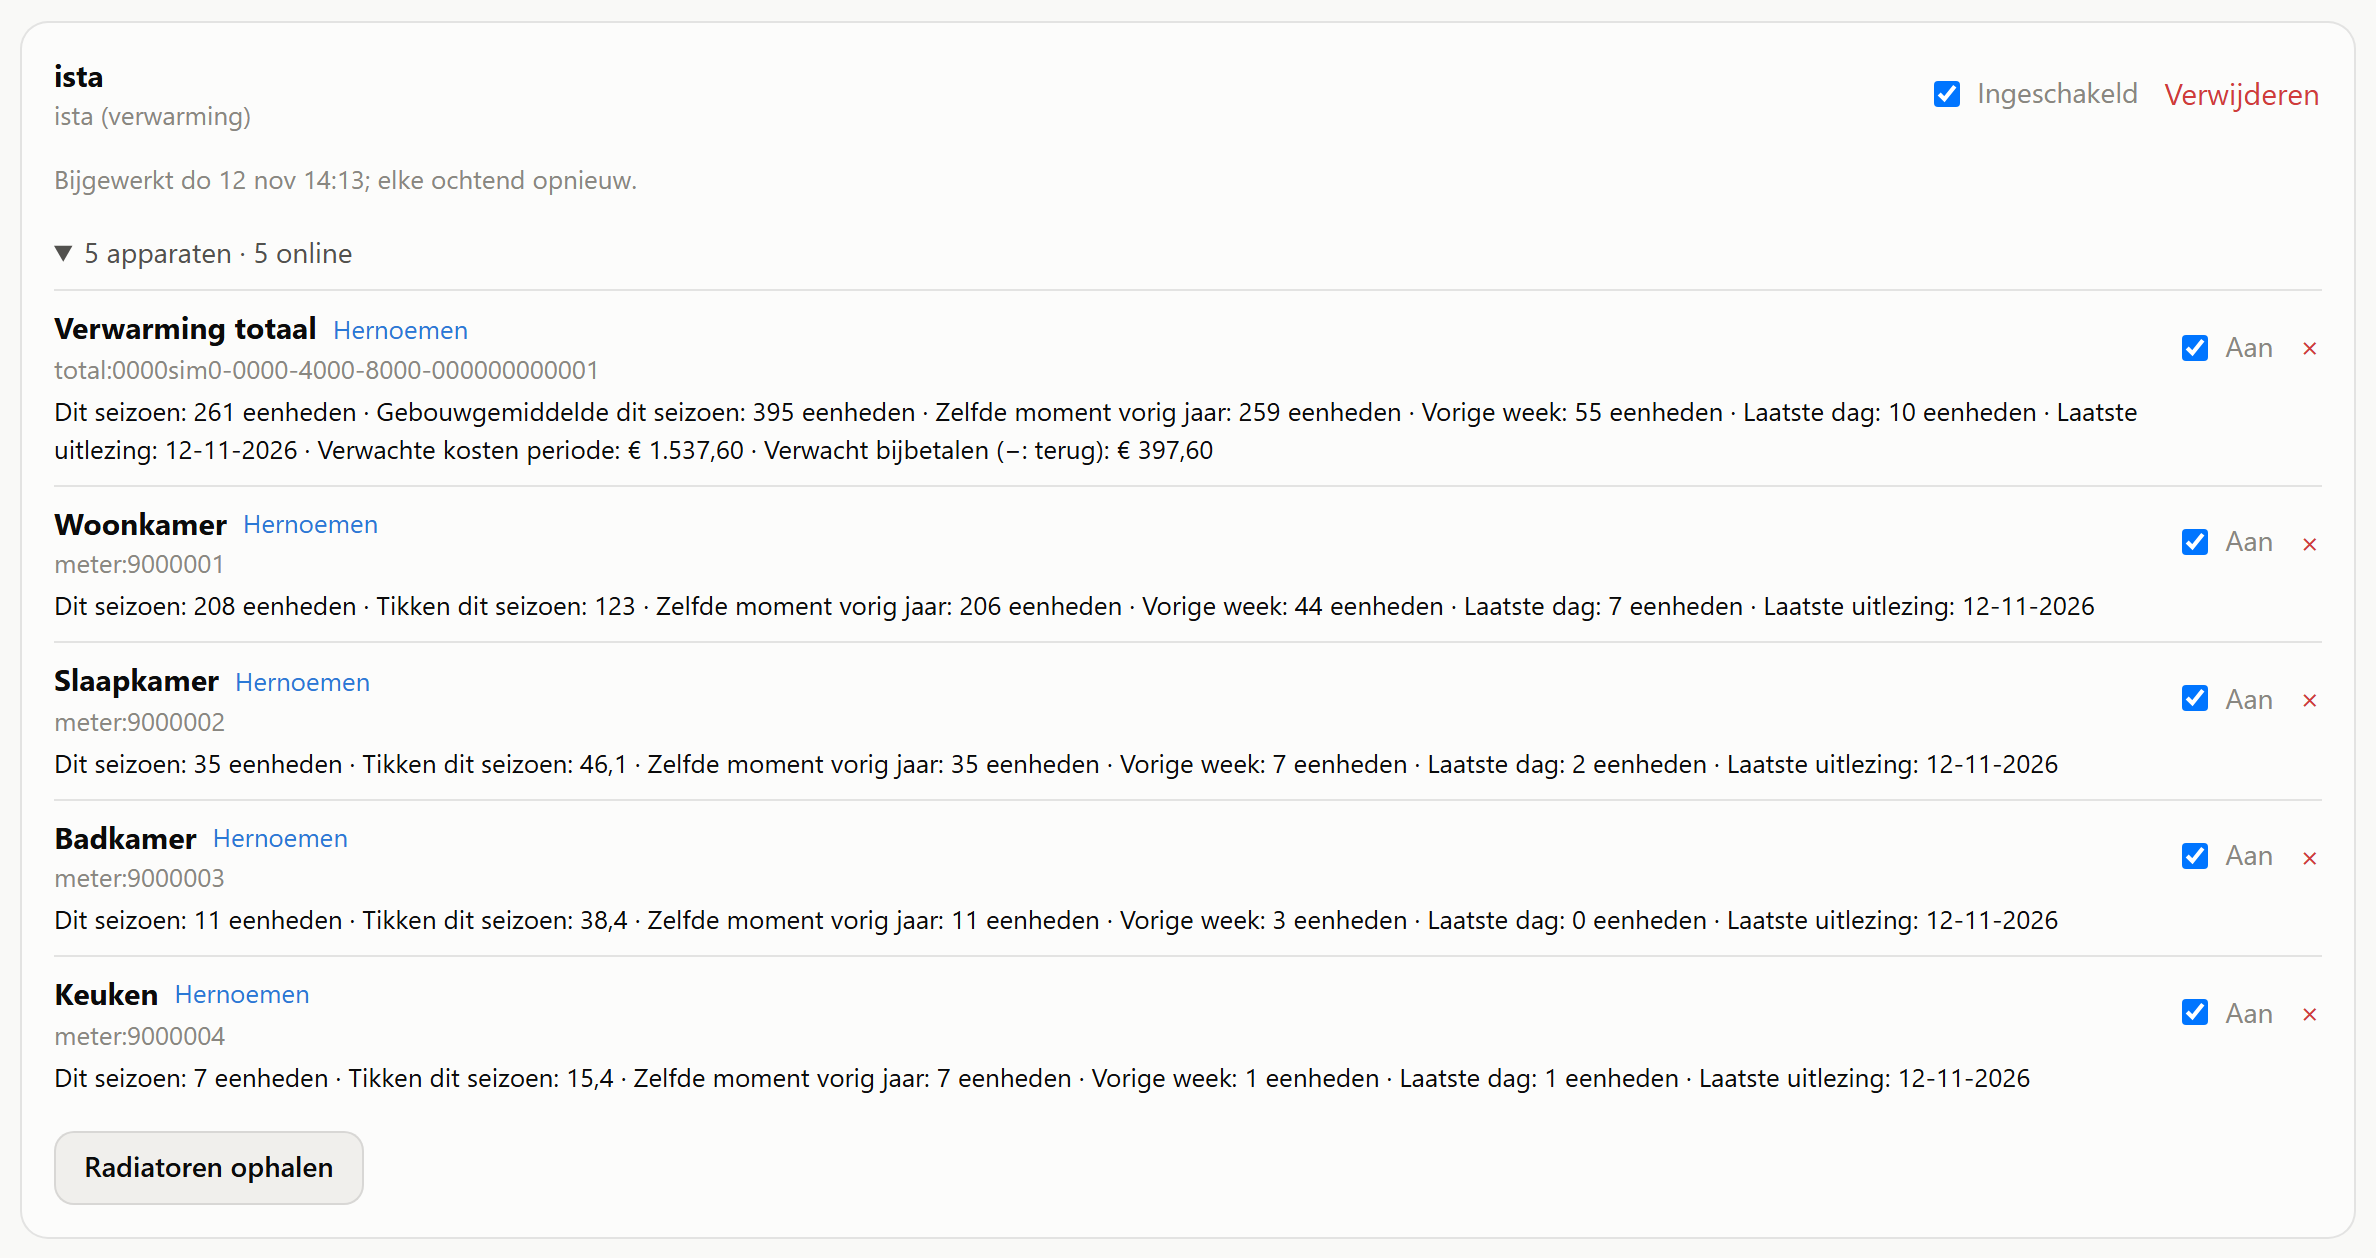 ista
ista (verwarming)
Ingeschakeld Verwijderen
Bijgewerkt do 12 nov 14:13; elke ochtend opnieuw.
▼ 5 apparaten · 5 online
Verwarming totaal Hernoemen
total:0000sim0-0000-4000-8000-000000000001
Aan ×
Dit seizoen: 261 eenheden · Gebouwgemiddelde dit seizoen: 395 eenheden · Zelfde moment vorig jaar: 259 eenheden · Vorige week: 55 eenheden · Laatste dag: 10 eenheden · Laatste
uitlezing: 12-11-2026 · Verwachte kosten periode: € 1.537,60 · Verwacht bijbetalen (−: terug): € 397,60
Woonkamer Hernoemen
meter:9000001
Aan ×
Dit seizoen: 208 eenheden · Tikken dit seizoen: 123 · Zelfde moment vorig jaar: 206 eenheden · Vorige week: 44 eenheden · Laatste dag: 7 eenheden · Laatste uitlezing: 12-11-2026
Slaapkamer Hernoemen
meter:9000002
Aan ×
Dit seizoen: 35 eenheden · Tikken dit seizoen: 46,1 · Zelfde moment vorig jaar: 35 eenheden · Vorige week: 7 eenheden · Laatste dag: 2 eenheden · Laatste uitlezing: 12-11-2026
Badkamer Hernoemen
meter:9000003
Aan ×
Dit seizoen: 11 eenheden · Tikken dit seizoen: 38,4 · Zelfde moment vorig jaar: 11 eenheden · Vorige week: 3 eenheden · Laatste dag: 0 eenheden · Laatste uitlezing: 12-11-2026
Keuken Hernoemen
meter:9000004
Aan ×
Dit seizoen: 7 eenheden · Tikken dit seizoen: 15,4 · Zelfde moment vorig jaar: 7 eenheden · Vorige week: 1 eenheden · Laatste dag: 1 eenheden · Laatste uitlezing: 12-11-2026
Radiatoren ophalen